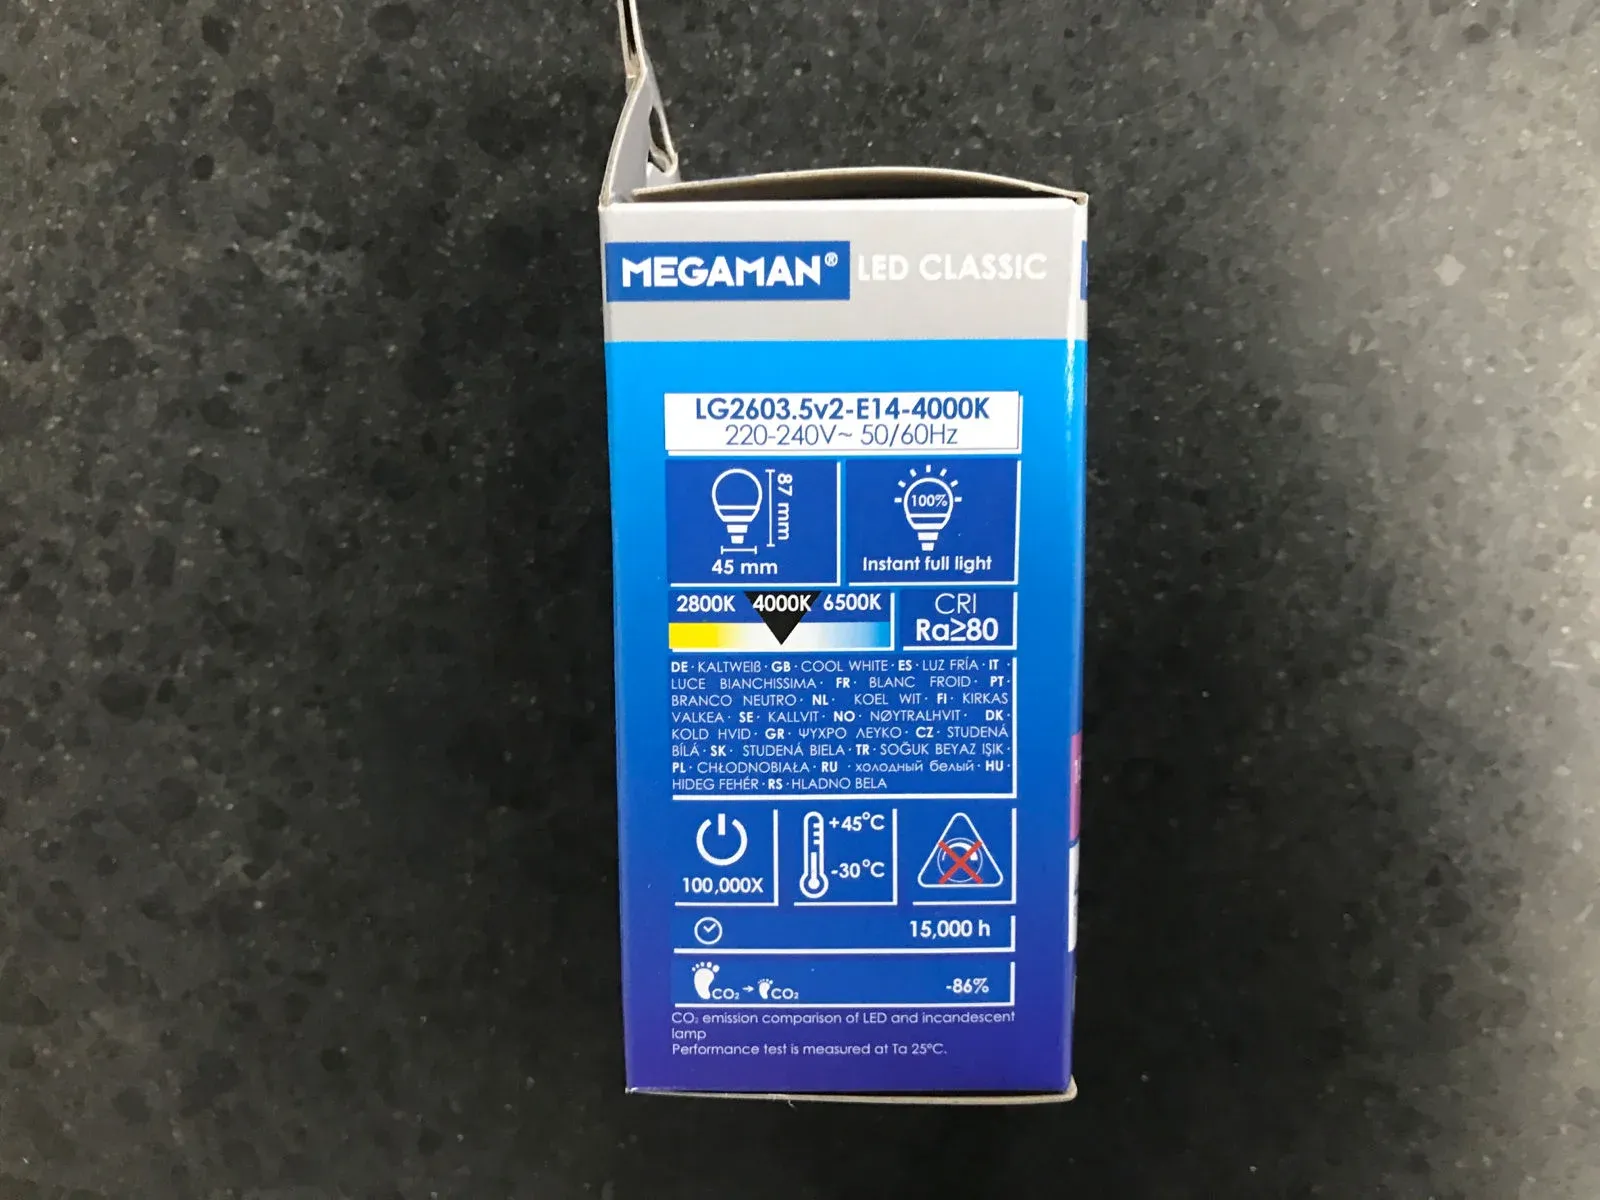 MEGAMAN® LED CLASSIC
LG2603.5v2-E14-4000K
220-240V~ 50/60Hz
87 mm
45 mm
100%
Instant full light
2800K 4000K 6500K
CRI
Ra≥80
DE · KALTWEIß · GB · COOL WHITE · ES · LUZ FRÍA · IT ·
LUCE BIANCHISSIMA · FR · BLANC FROID · PT ·
BRANCO NEUTRO · NL · KOEL WIT · FI · KIRKAS
VALKEA · SE · KALLVIT · NO · NØYTRALHVIT · DK ·
KOLD HVID · GR · ΨΥΧΡΟ ΛΕΥΚΟ · CZ · STUDENÁ
BÍLÁ · SK · STUDENÁ BIELA · TR · SOĞUK BEYAZ IŞIK ·
PL · CHŁODNOBIAŁA · RU · холодный белый · HU ·
HIDEG FEHÉR · RS · HLADNO BELA
100,000X
+45°C
-30°C
15,000 h
CO₂ → CO₂ -86%
CO₂ emission comparison of LED and incandescent
lamp
Performance test is measured at Ta 25°C.